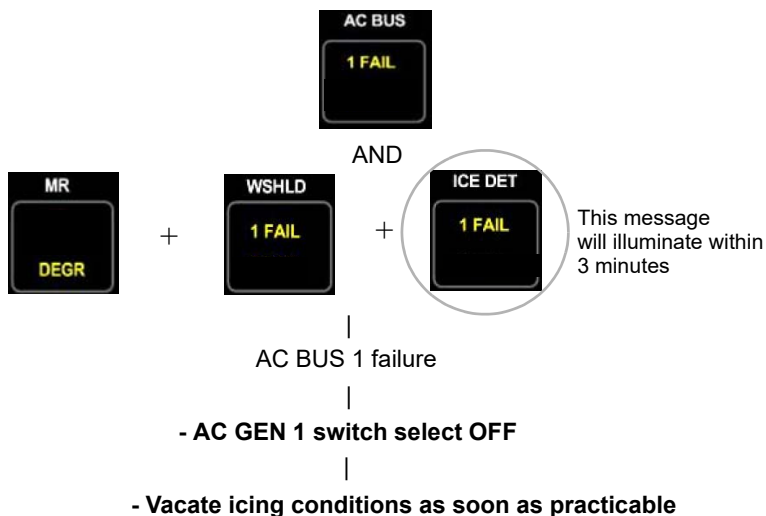 AC BUS
1 FAIL
AND
MR
DEGR
+
WSHLD
1 FAIL
+
ICE DET
1 FAIL
This message
will illuminate within
3 minutes
|
AC BUS 1 failure
|
- AC GEN 1 switch select OFF
|
- Vacate icing conditions as soon as practicable